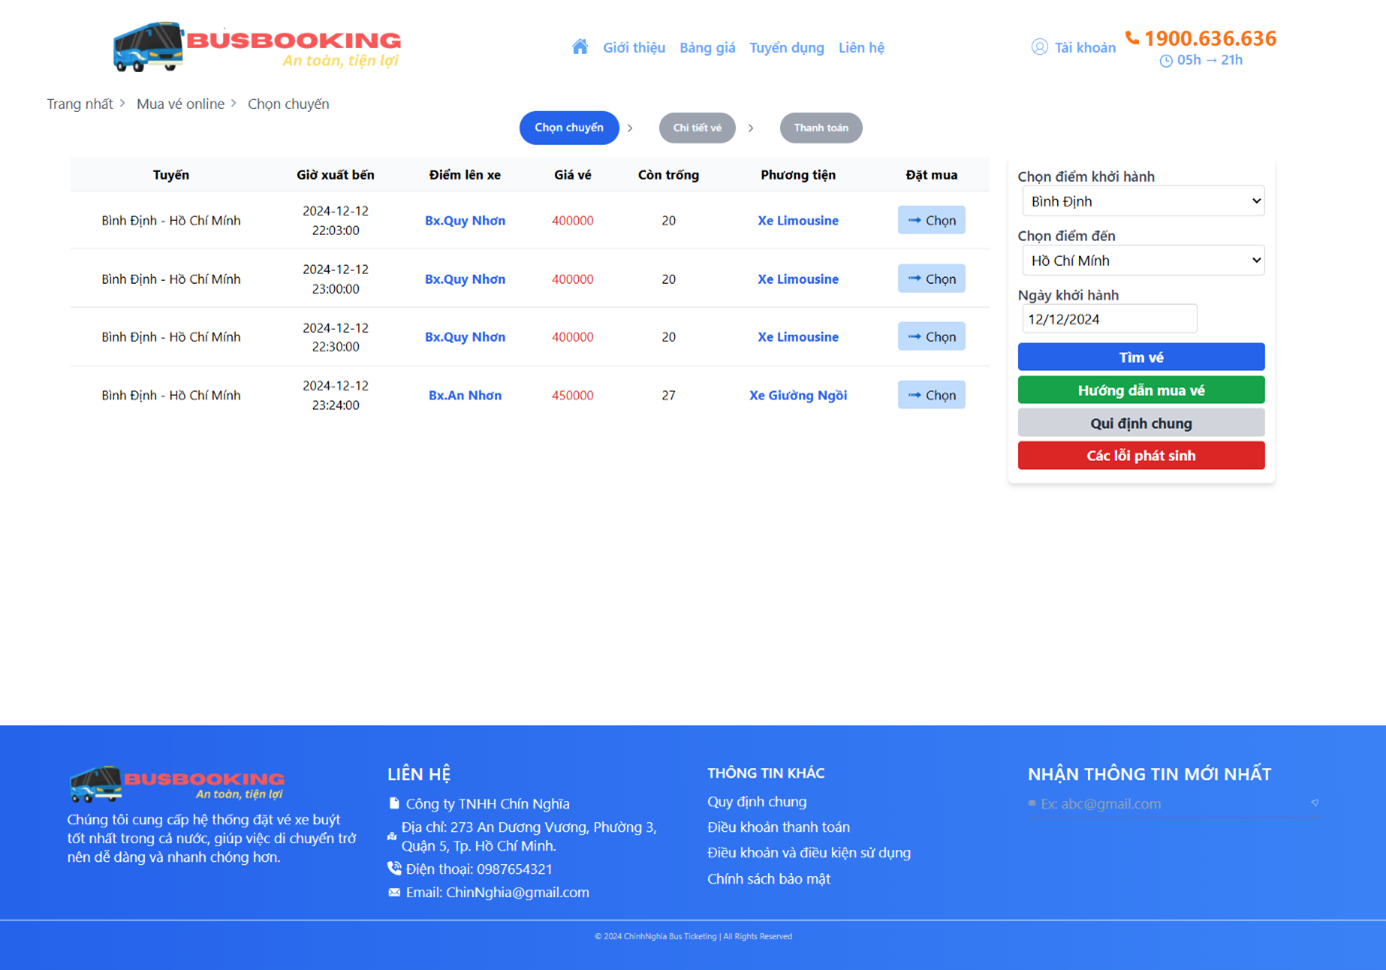 BUSBOOKING
An toàn, tiện lợi
Giới thiệu Bảng giá Tuyển dụng Liên hệ
Tài khoản
1900.636.636
05h → 21h
Trang nhất > Mua vé online > Chọn chuyến
Chọn chuyến > Chi tiết vé > Thanh toán
Tuyến Giờ xuất bến Điểm lên xe Giá vé Còn trống Phương tiện Đặt mua
Bình Định - Hồ Chí Mính 2024-12-12 22:03:00 Bx.Quy Nhơn 400000 20 Xe Limousine Chọn
Bình Định - Hồ Chí Mính 2024-12-12 23:00:00 Bx.Quy Nhơn 400000 20 Xe Limousine Chọn
Bình Định - Hồ Chí Mính 2024-12-12 22:30:00 Bx.Quy Nhơn 400000 20 Xe Limousine Chọn
Bình Định - Hồ Chí Mính 2024-12-12 23:24:00 Bx.An Nhơn 450000 27 Xe Giường Ngồi Chọn
Chọn điểm khởi hành
Bình Định
Chọn điểm đến
Hồ Chí Mính
Ngày khởi hành
12/12/2024
Tìm vé
Hướng dẫn mua vé
Qui định chung
Các lỗi phát sinh
BUSBOOKING
An toàn, tiện lợi
Chúng tôi cung cấp hệ thống đặt vé xe buýt
tốt nhất trong cả nước, giúp việc di chuyển trở
nên dễ dàng và nhanh chóng hơn.
LIÊN HỆ
Công ty TNHH Chín Nghĩa
Địa chỉ: 273 An Dương Vương, Phường 3,
Quận 5, Tp. Hồ Chí Minh.
Điện thoại: 0987654321
Email: ChinNghia@gmail.com
THÔNG TIN KHÁC
Quy định chung
Điều khoản thanh toán
Điều khoản và điều kiện sử dụng
Chính sách bảo mật
NHẬN THÔNG TIN MỚI NHẤT
Ex: abc@gmail.com
© 2024 ChinhNghia Bus Ticketing | All Rights Reserved